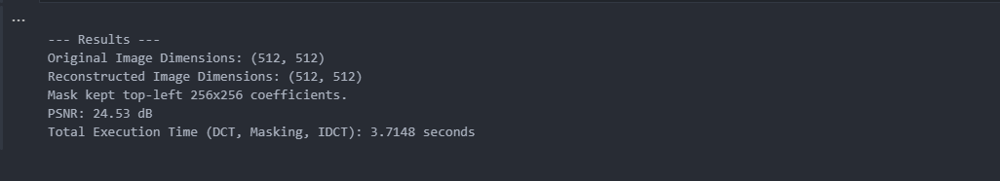 ...
--- Results ---
Original Image Dimensions: (512, 512)
Reconstructed Image Dimensions: (512, 512)
Mask kept top-left 256x256 coefficients.
PSNR: 24.53 dB
Total Execution Time (DCT, Masking, IDCT): 3.7148 seconds